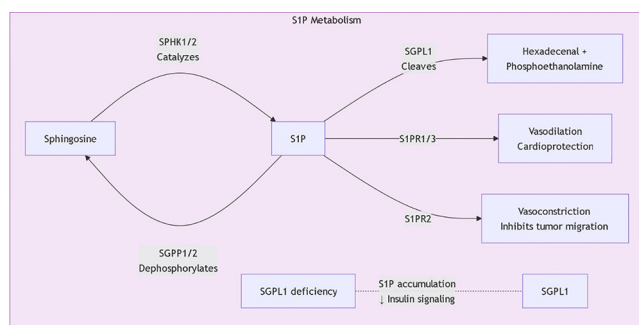 S1P Metabolism
SPHK1/2
Catalyzes
SGPL1
Cleaves
Hexadecenal +
Phosphoethanolamine
Sphingosine
S1P
S1PR1/3
Vasodilation
Cardioprotection
S1PR2
Vasoconstriction
Inhibits tumor migration
SGPP1/2
Dephosphorylates
SGPL1 deficiency
S1P accumulation
↓ Insulin signaling
SGPL1